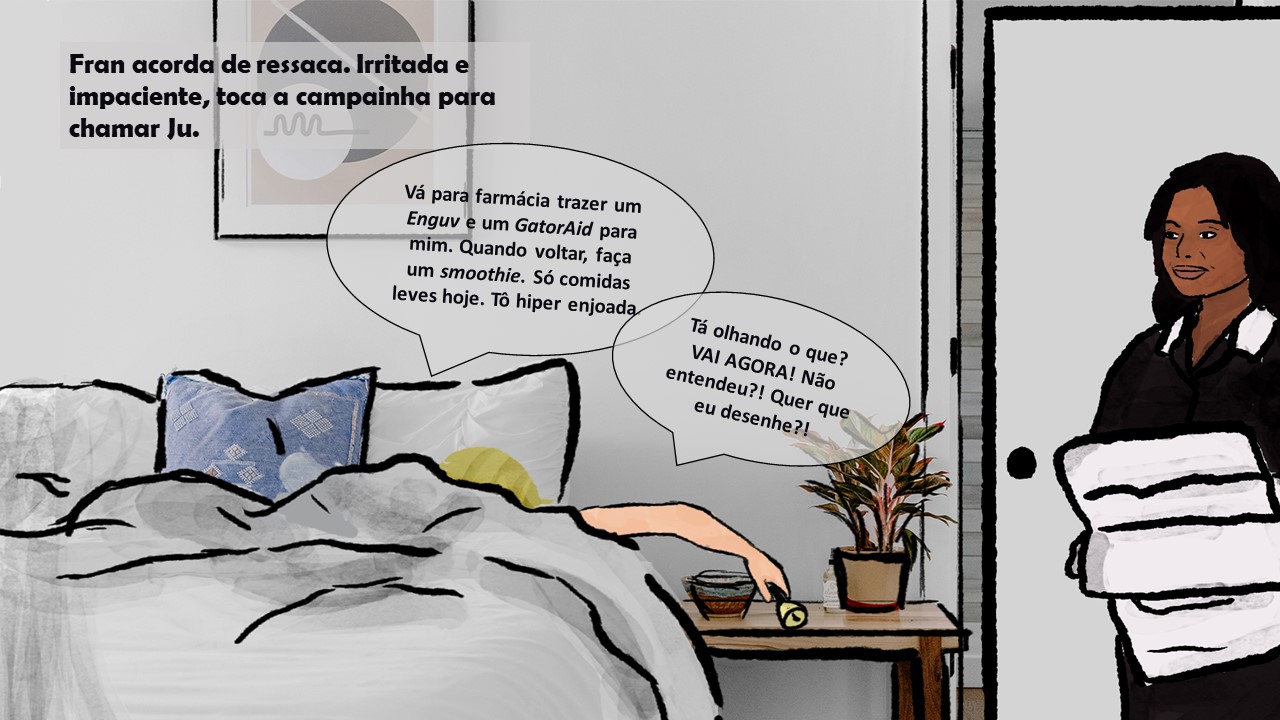 Fran acorda de ressaca. Irritada e
impaciente, toca a campainha para
chamar Ju.
Vá para farmácia trazer um
Enguv e um GatorAid para
mim. Quando voltar, faça
um smoothie. Só comidas
leves hoje. Tô hiper enjoada.
Tá olhando o que?
VAI AGORA! Não
entendeu?! Quer que
eu desenhe?!